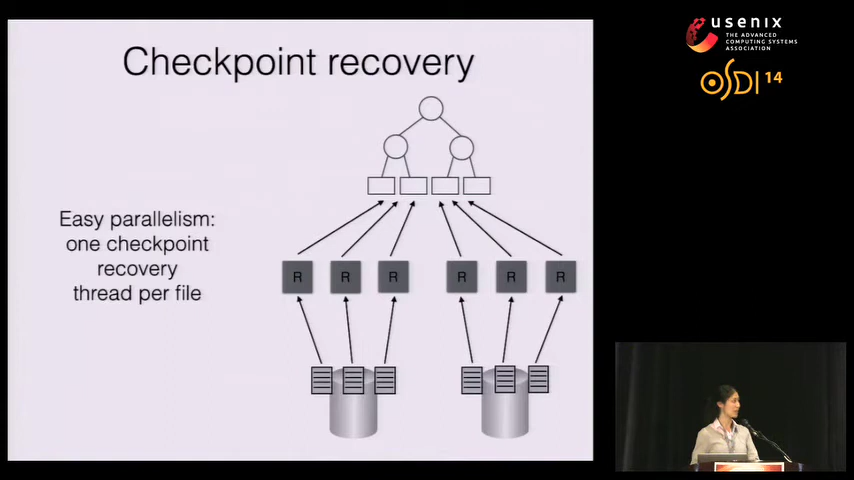 Checkpoint recovery
Easy parallelism:
one checkpoint
recovery
thread per file
R R R R R R
usenix
THE ADVANCED
COMPUTING SYSTEMS
ASSOCIATION
OSDI 14